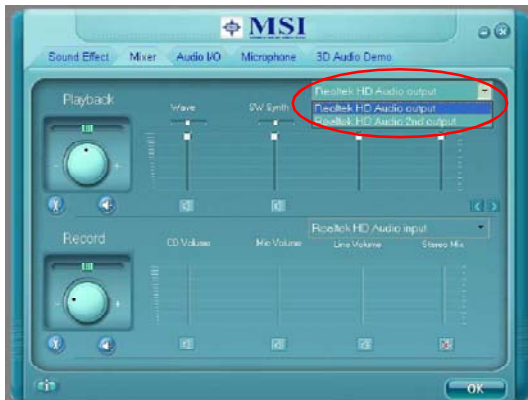 MSI
Sound Effect Mixer Audio I/O Microphone 3D Audio Demo
Realtek HD Audio output
Realtek HD Audio output
Realtek HD Audio 2nd output
Playback
Wave SW Synth
Realtek HD Audio input
Record
CD Volume Mic Volume Line Volume Stereo Mix
OK